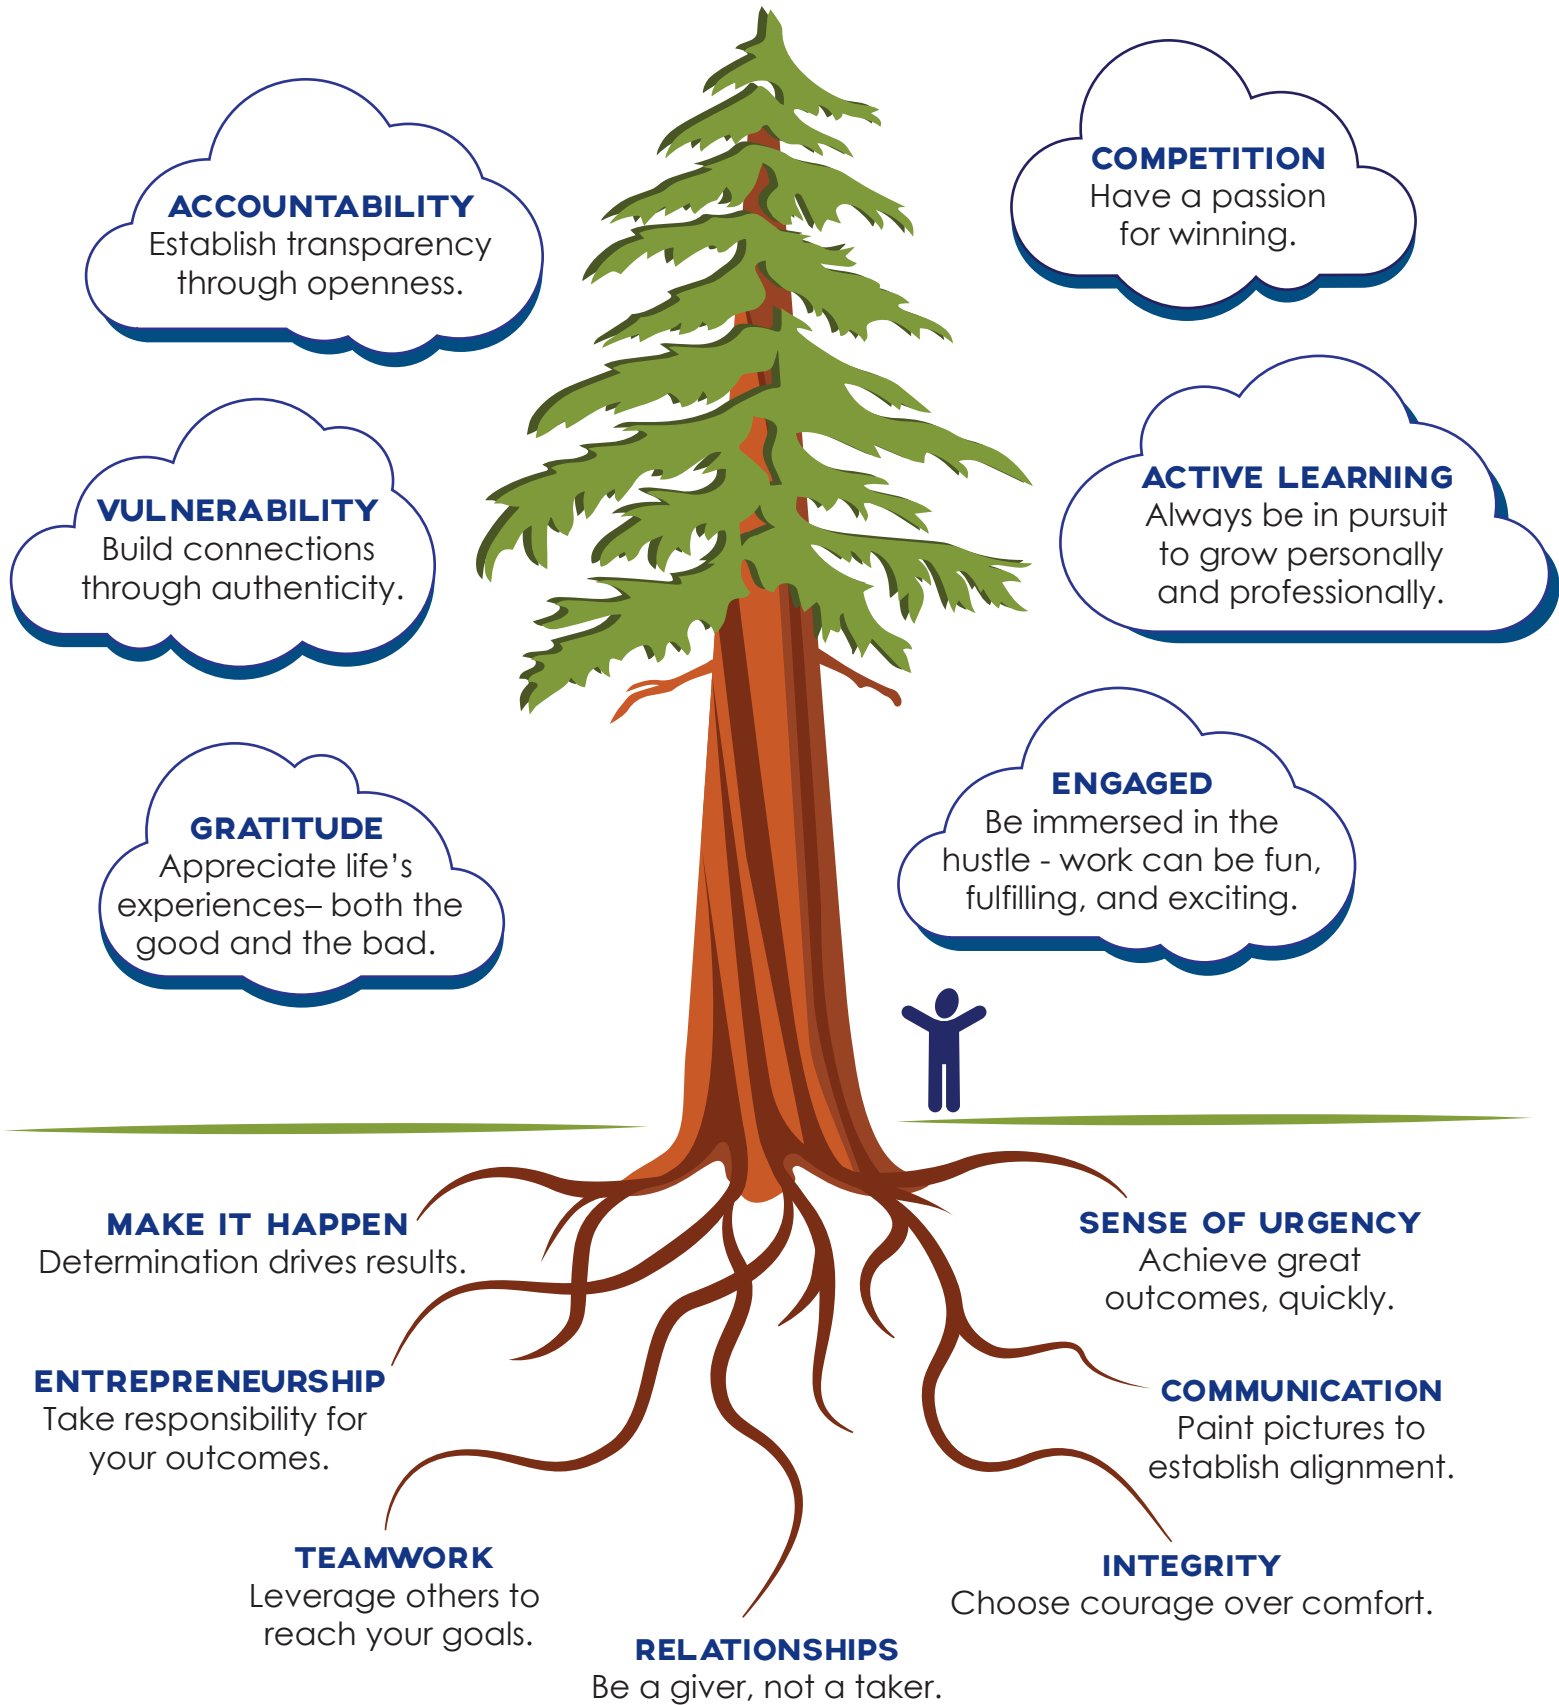 ACCOUNTABILITY
Establish transparency
through openness.
COMPETITION
Have a passion
for winning.
VULNERABILITY
Build connections
through authenticity.
ACTIVE LEARNING
Always be in pursuit
to grow personally
and professionally.
GRATITUDE
Appreciate life’s
experiences– both the
good and the bad.
ENGAGED
Be immersed in the
hustle - work can be fun,
fulfilling, and exciting.
MAKE IT HAPPEN
Determination drives results.
SENSE OF URGENCY
Achieve great
outcomes, quickly.
ENTREPRENEURSHIP
Take responsibility for
your outcomes.
COMMUNICATION
Paint pictures to
establish alignment.
TEAMWORK
Leverage others to
reach your goals.
INTEGRITY
Choose courage over comfort.
RELATIONSHIPS
Be a giver, not a taker.